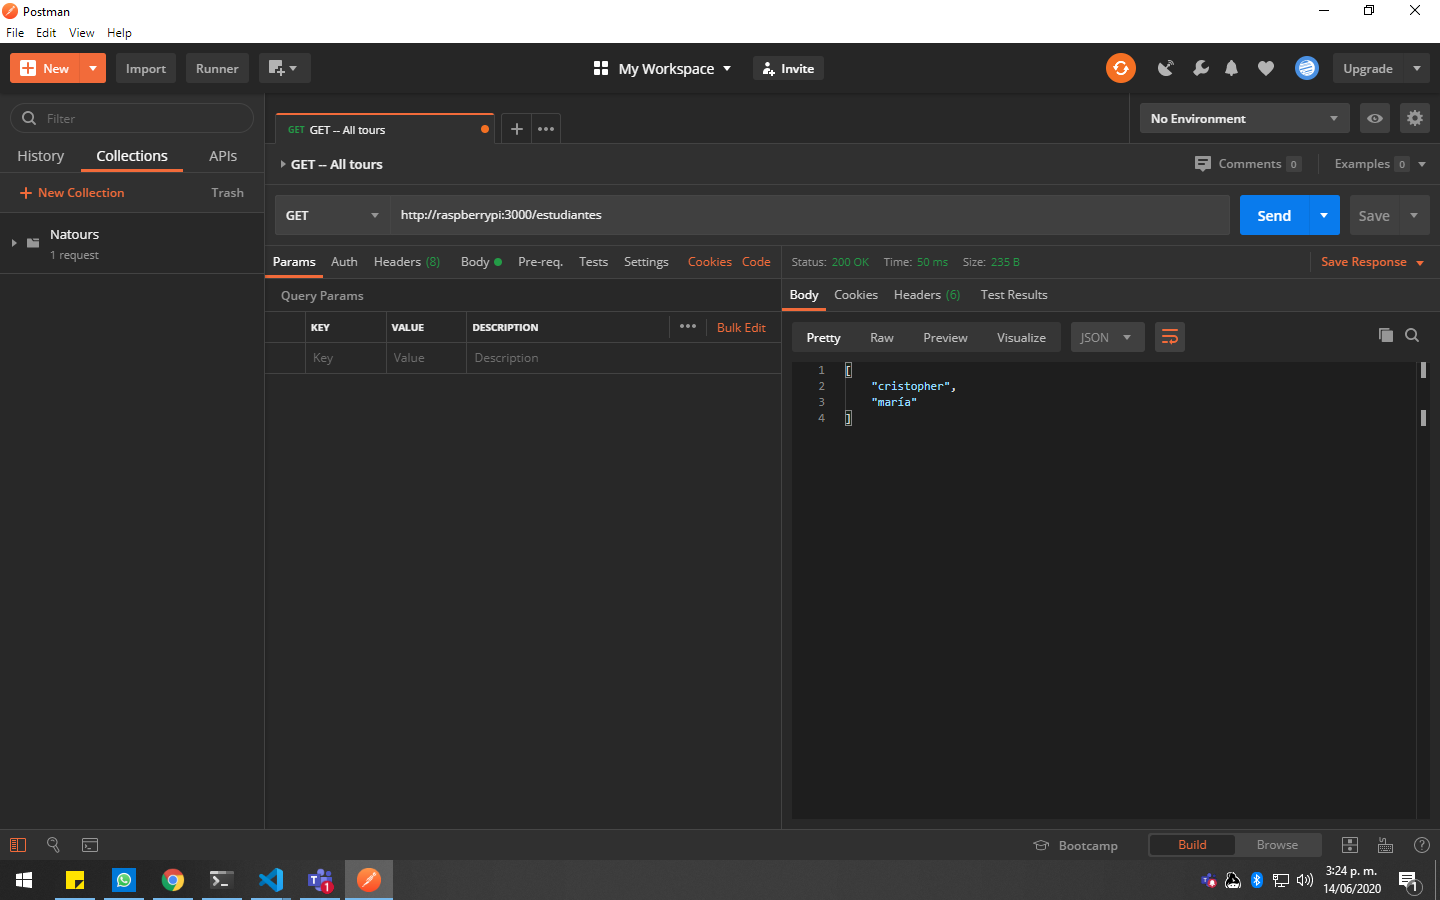 Postman
File Edit View Help
New Import Runner My Workspace Invite Upgrade
Filter
History Collections APIs
New Collection Trash
Natours
1 request
GET GET -- All tours
No Environment
GET -- All tours Comments 0 Examples 0
GET http://raspberrypi:3000/estudiantes Send Save
Params Auth Headers (8) Body Pre-req. Tests Settings Cookies Code
Status: 200 OK Time: 50 ms Size: 235 B Save Response
Query Params
KEY VALUE DESCRIPTION Bulk Edit
Key Value Description
Body Cookies Headers (6) Test Results
Pretty Raw Preview Visualize JSON
1 [
2 "cristopher",
3 "maría"
4 ]
Bootcamp Build Browse
1
3:24 p. m.
14/06/2020
1